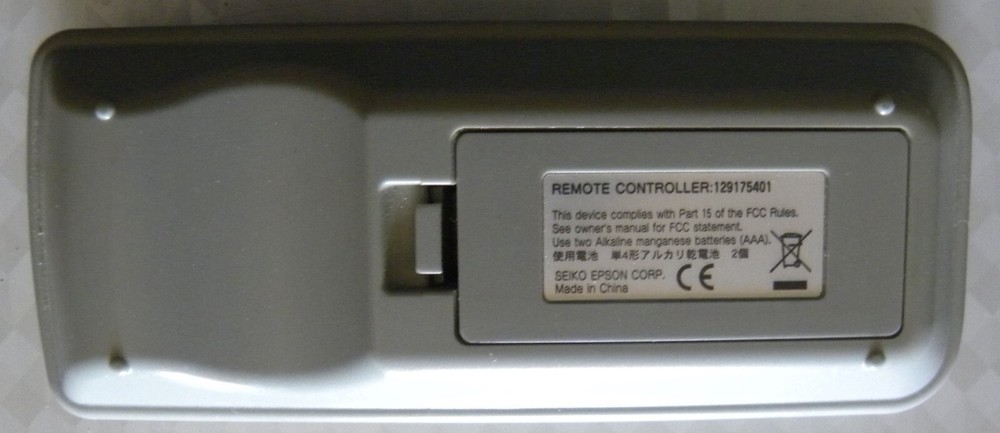 REMOTE CONTROLLER:129175401
This device complies with Part 15 of the FCC Rules.
See owner's manual for FCC statement.
Use two Alkaline manganese batteries (AAA).
使用電池 単4形アルカリ乾電池 2個
SEIKO EPSON CORP. CE
Made in China